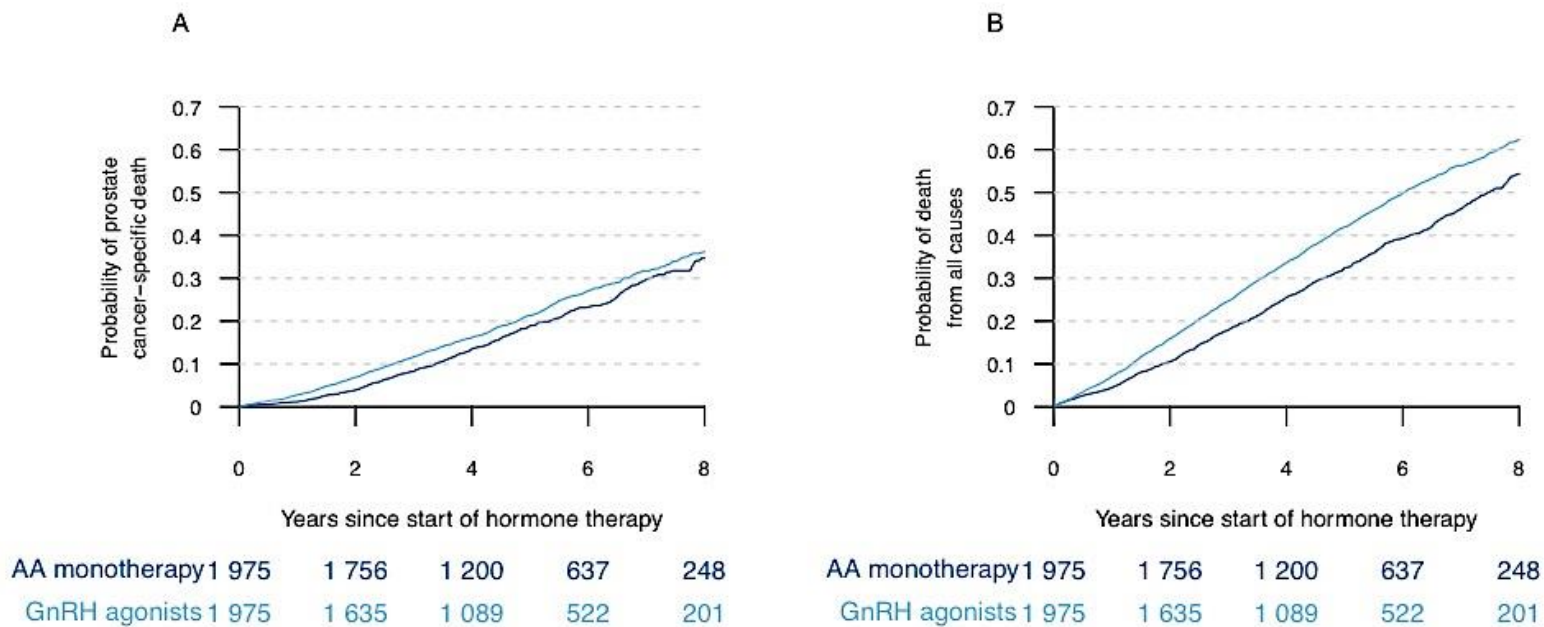 A
0.7
0.6
0.5
0.4
0.3
0.2
0.1
0
Probability of prostate
cancer-specific death
0 2 4 6 8
Years since start of hormone therapy
AA monotherapy 1 975 1 756 1 200 637 248
GnRH agonists 1 975 1 635 1 089 522 201
B
0.7
0.6
0.5
0.4
0.3
0.2
0.1
0
Probability of death
from all causes
0 2 4 6 8
Years since start of hormone therapy
AA monotherapy 1 975 1 756 1 200 637 248
GnRH agonists 1 975 1 635 1 089 522 201